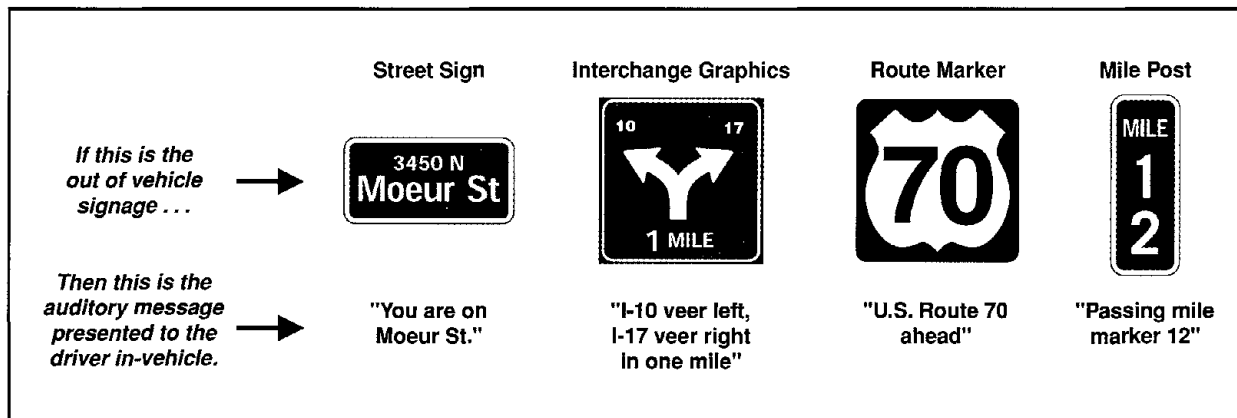 Street Sign
Interchange Graphics
Route Marker
Mile Post
If this is the
out of vehicle
signage . . .
3450 N
Moeur St
10 17
1 MILE
70
MILE
1
2
Then this is the
auditory message
presented to the
driver in-vehicle.
"You are on
Moeur St."
"I-10 veer left,
I-17 veer right
in one mile"
"U.S. Route 70
ahead"
"Passing mile
marker 12"